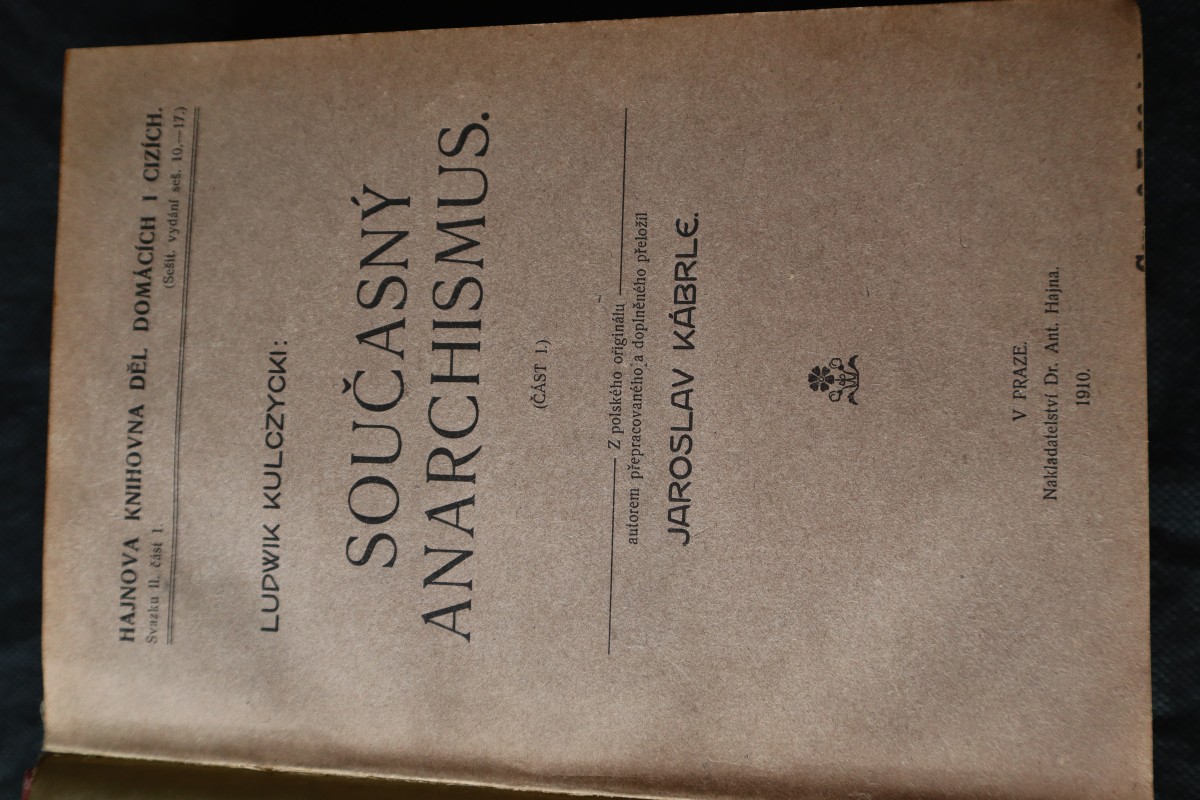 HAJNOVA KNIHOVNA DĚL DOMÁCÍCH I CIZÍCH.
Svazku II. část 1. (Sešit. vydání seš. 10.—17.)
LUDWIK KULCZYCKI:
SOUČASNÝ
ANARCHISMUS.
(ČÁST I.)
Z polského originálu
autorem přepracovaného a doplněného přeložil
JAROSLAV KÁBRLE.
V PRAZE.
Nakladatelství Dr. Ant. Hajna.
1910.